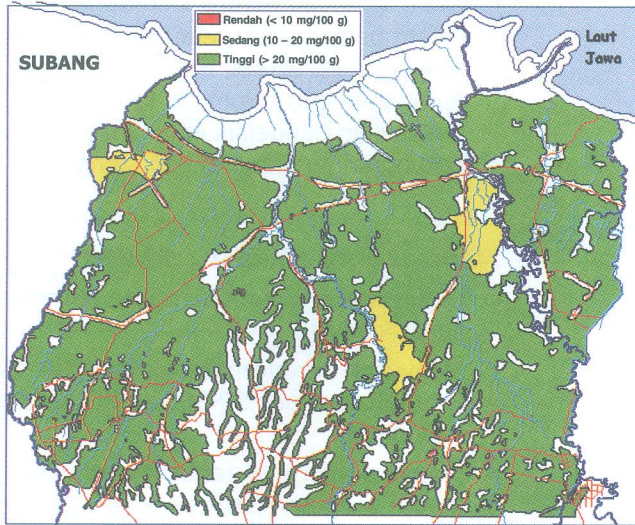 Rendah (< 10 mg/100 g)
Sedang (10 – 20 mg/100 g)
Tinggi (> 20 mg/100 g)
SUBANG
Laut
Jawa